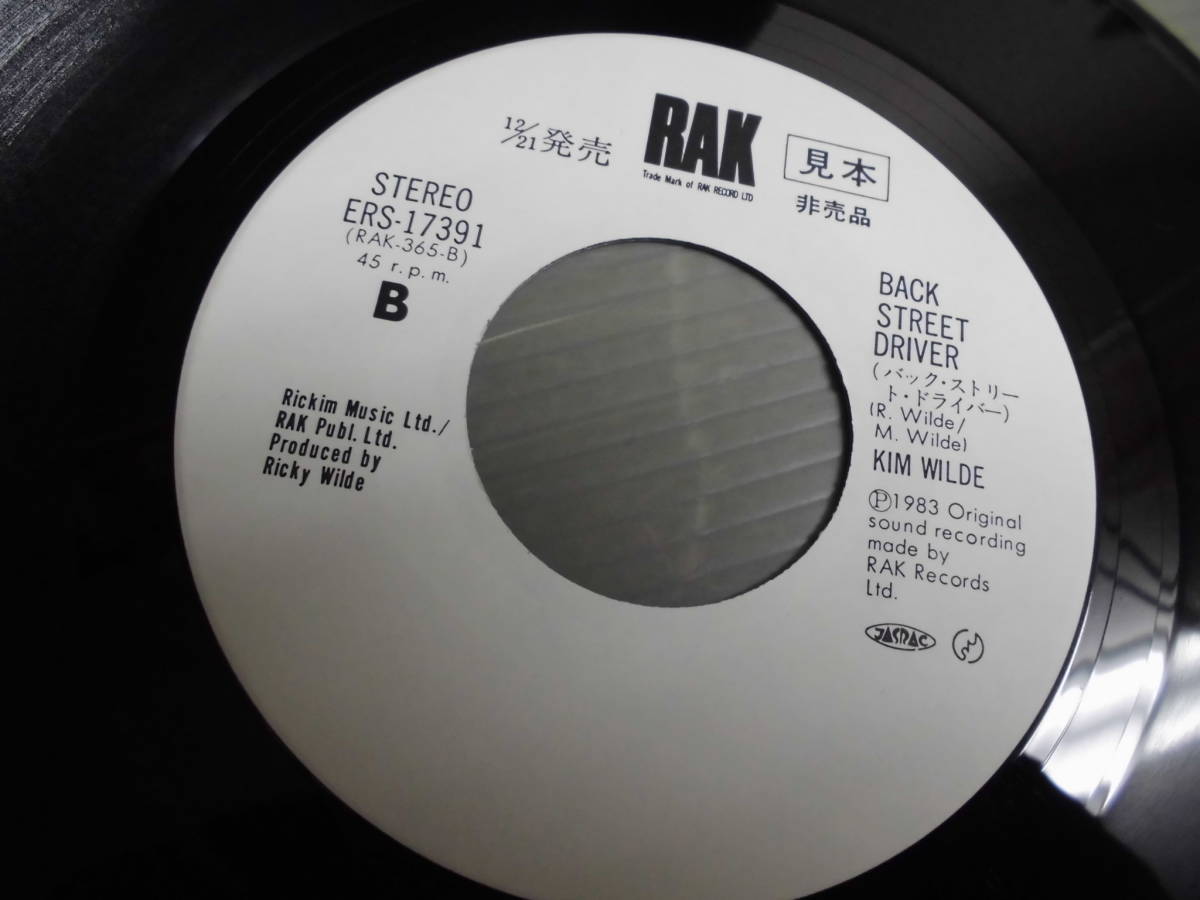 12/21発売
RAK
Trade Mark of RAK RECORD LTD
見本
非売品
STEREO
ERS-17391
(RAK-365-B)
45 r.p.m.
B
Rickim Music Ltd./
RAK Publ. Ltd.
Produced by
Ricky Wilde
BACK
STREET
DRIVER
(バック・ストリー
ト・ドライバー)
(R. Wilde/
M. Wilde)
KIM WILDE
Ⓟ1983 Original
sound recording
made by
RAK Records
Ltd.
JASRAC